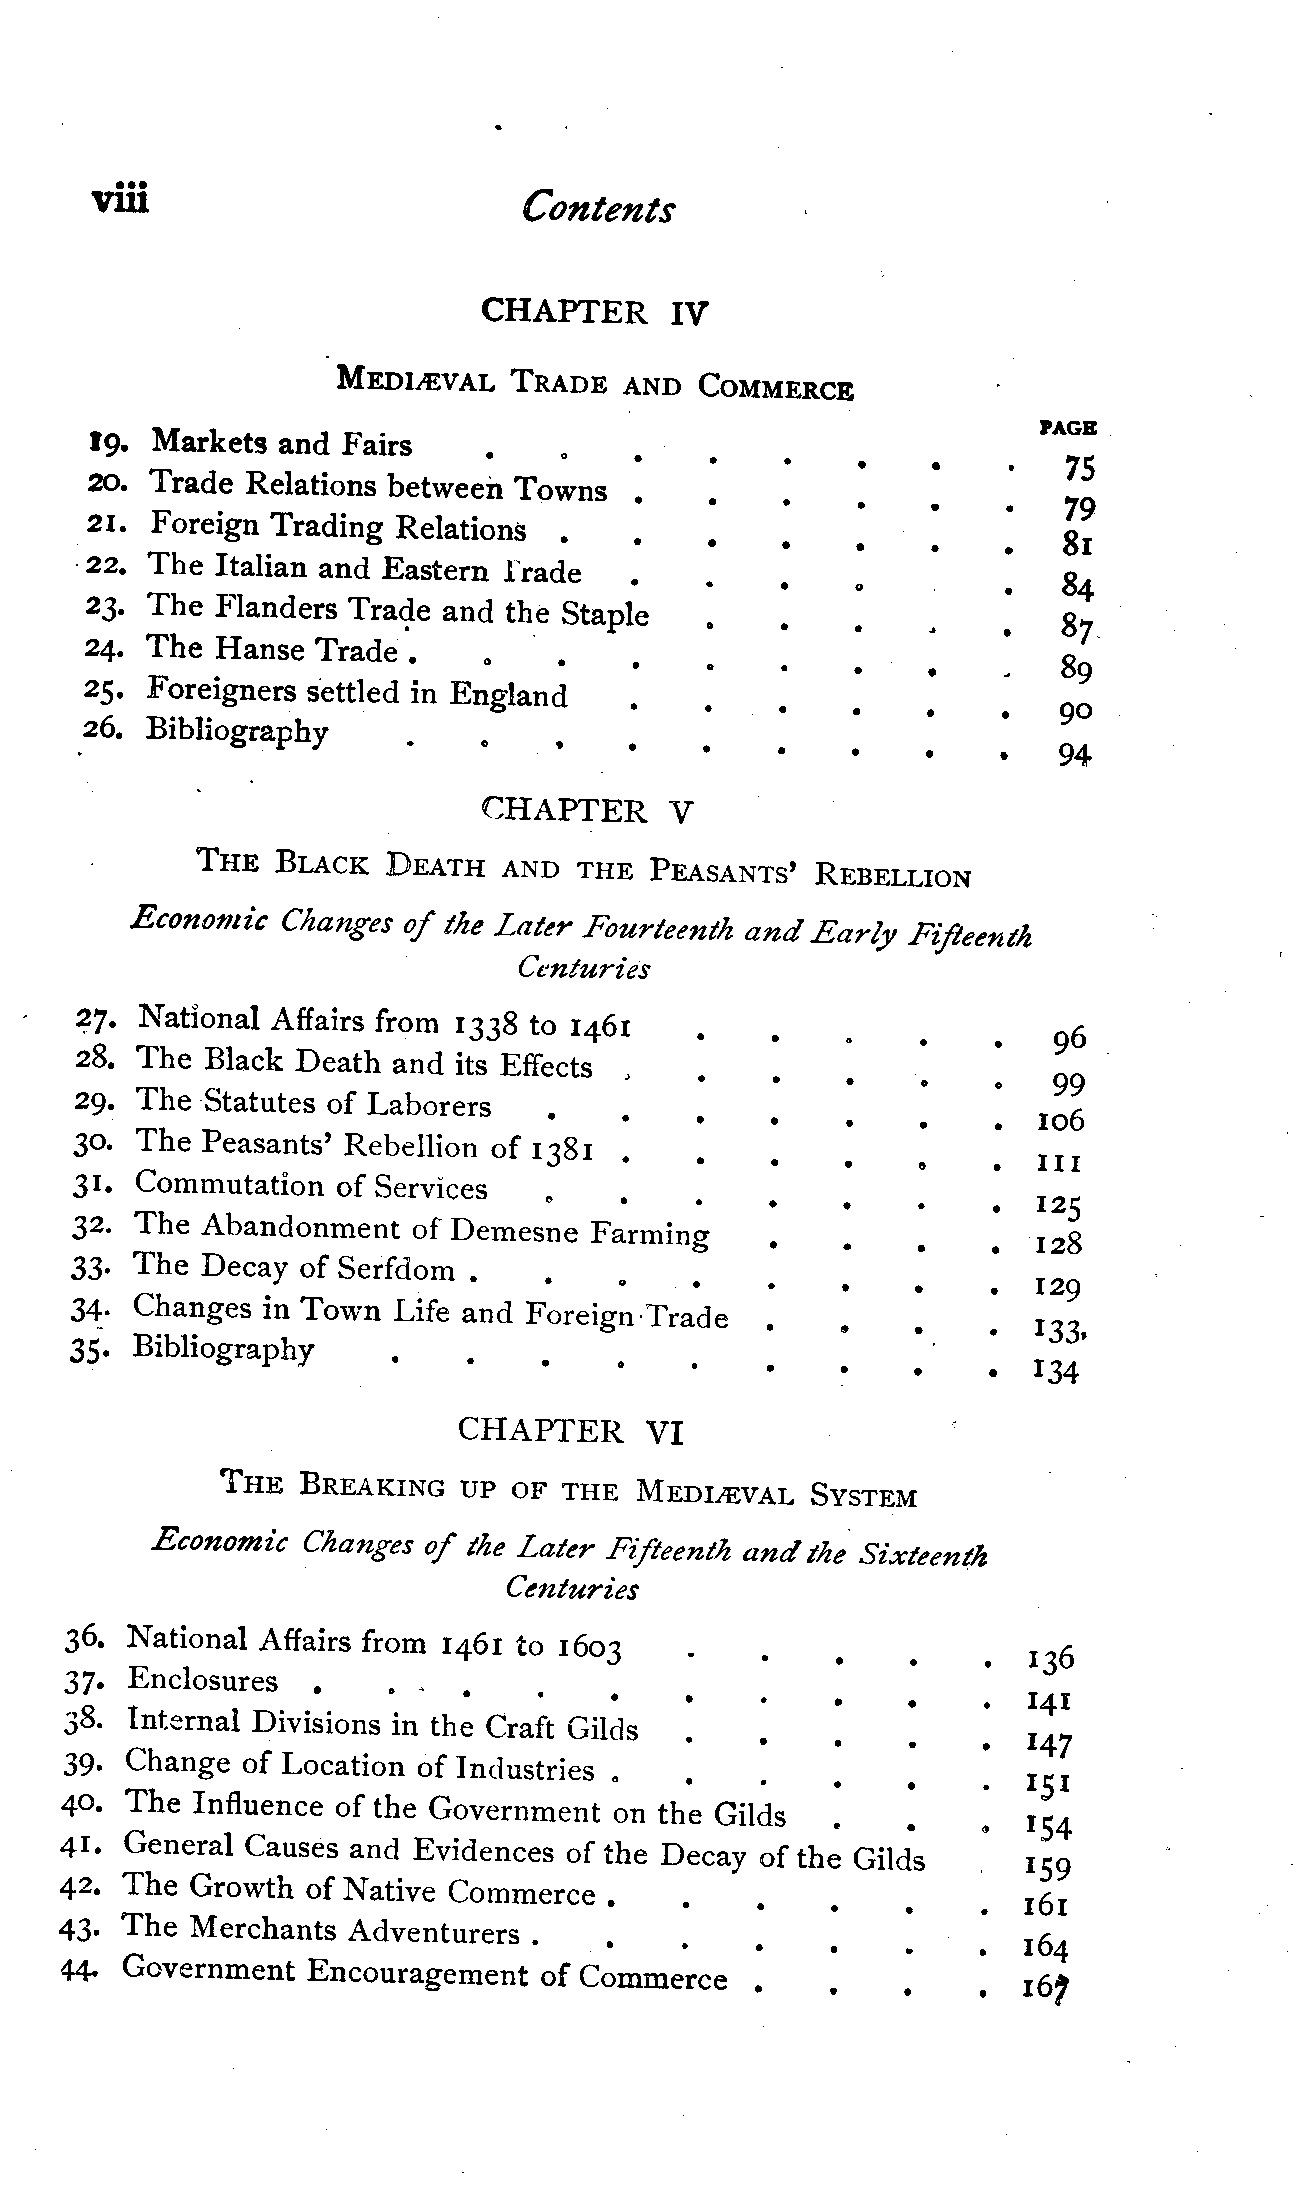 viii Contents
CHAPTER IV
MEDIÆVAL TRADE AND COMMERCE
PAGE
19. Markets and Fairs . . . . . . . . 75
20. Trade Relations between Towns . . . . . . 79
21. Foreign Trading Relations . . . . . . . 81
22. The Italian and Eastern Trade . . . . . 84
23. The Flanders Trade and the Staple . . . . . 87
24. The Hanse Trade . . . . . . . . . 89
25. Foreigners settled in England . . . . . . 90
26. Bibliography . . . . . . . . . 94
CHAPTER V
THE BLACK DEATH AND THE PEASANTS' REBELLION
Economic Changes of the Later Fourteenth and Early Fifteenth
Centuries
27. National Affairs from 1338 to 1461 . . . . . 96
28. The Black Death and its Effects . . . . . . 99
29. The Statutes of Laborers . . . . . . . 106
30. The Peasants' Rebellion of 1381 . . . . . . 111
31. Commutation of Services . . . . . . . 125
32. The Abandonment of Demesne Farming . . . . 128
33. The Decay of Serfdom . . . . . . . . 129
34. Changes in Town Life and Foreign Trade . . . . 133
35. Bibliography . . . . . . . . . 134
CHAPTER VI
THE BREAKING UP OF THE MEDIÆVAL SYSTEM
Economic Changes of the Later Fifteenth and the Sixteenth
Centuries
36. National Affairs from 1461 to 1603 . . . . . 136
37. Enclosures . . . . . . . . . . 141
38. Internal Divisions in the Craft Gilds . . . . . 147
39. Change of Location of Industries . . . . . . 151
40. The Influence of the Government on the Gilds . . . 154
41. General Causes and Evidences of the Decay of the Gilds . 159
42. The Growth of Native Commerce . . . . . . 161
43. The Merchants Adventurers . . . . . . . 164
44. Government Encouragement of Commerce . . . . 167